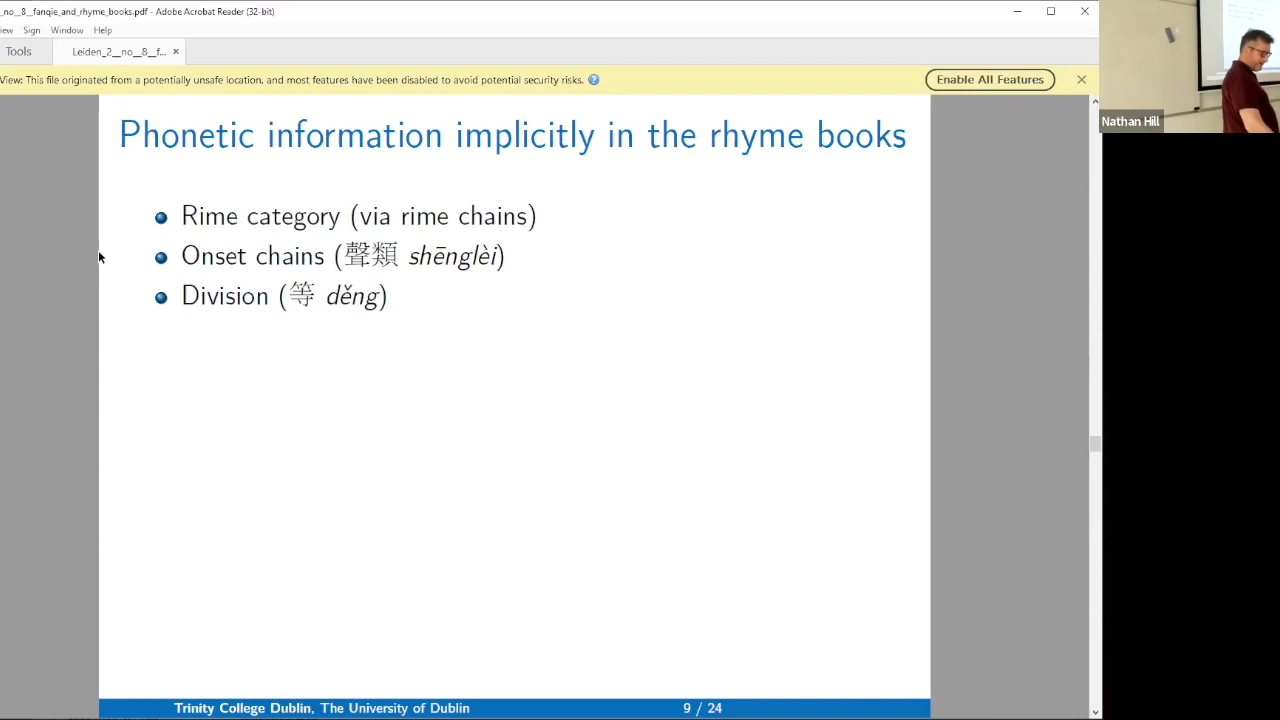 _no__8__fanqie_and_rhyme_books.pdf - Adobe Acrobat Reader (32-bit)
iew Sign Window Help
Tools Leiden_2__no__8__f... ×
View: This file originated from a potentially unsafe location, and most features have been disabled to avoid potential security risks. Enable All Features
Nathan Hill
Phonetic information implicitly in the rhyme books
Rime category (via rime chains)
Onset chains (聲類 shēnglèi)
Division (等 děng)
Trinity College Dublin, The University of Dublin 9 / 24